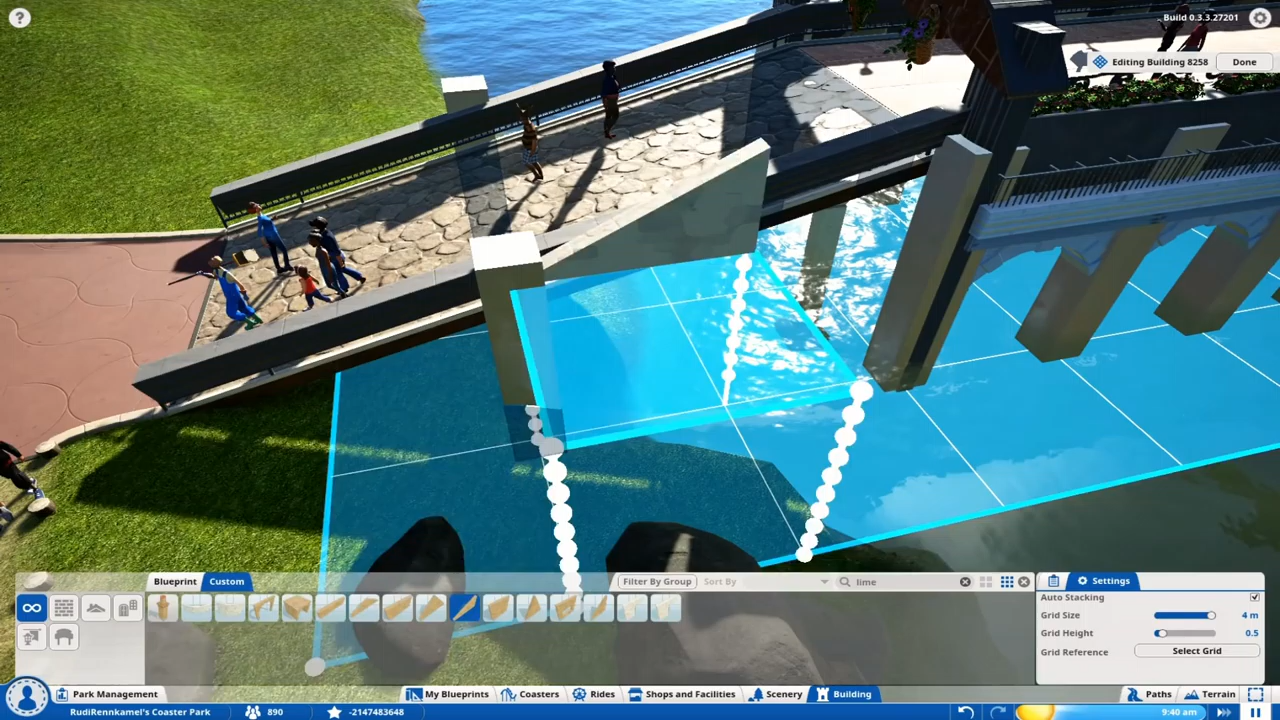 ?
Build 0.3.3.27201
Editing Building 8258
Done
Blueprint
Custom
Filter By Group
Sort By
lime
Settings
Auto Stacking
Grid Size
4 m
Grid Height
0.5
Grid Reference
Select Grid
Park Management
My Blueprints
Coasters
Rides
Shops and Facilities
Scenery
Building
Paths
Terrain
RudiRennkamel's Coaster Park
890
-2147483648
9:40 am